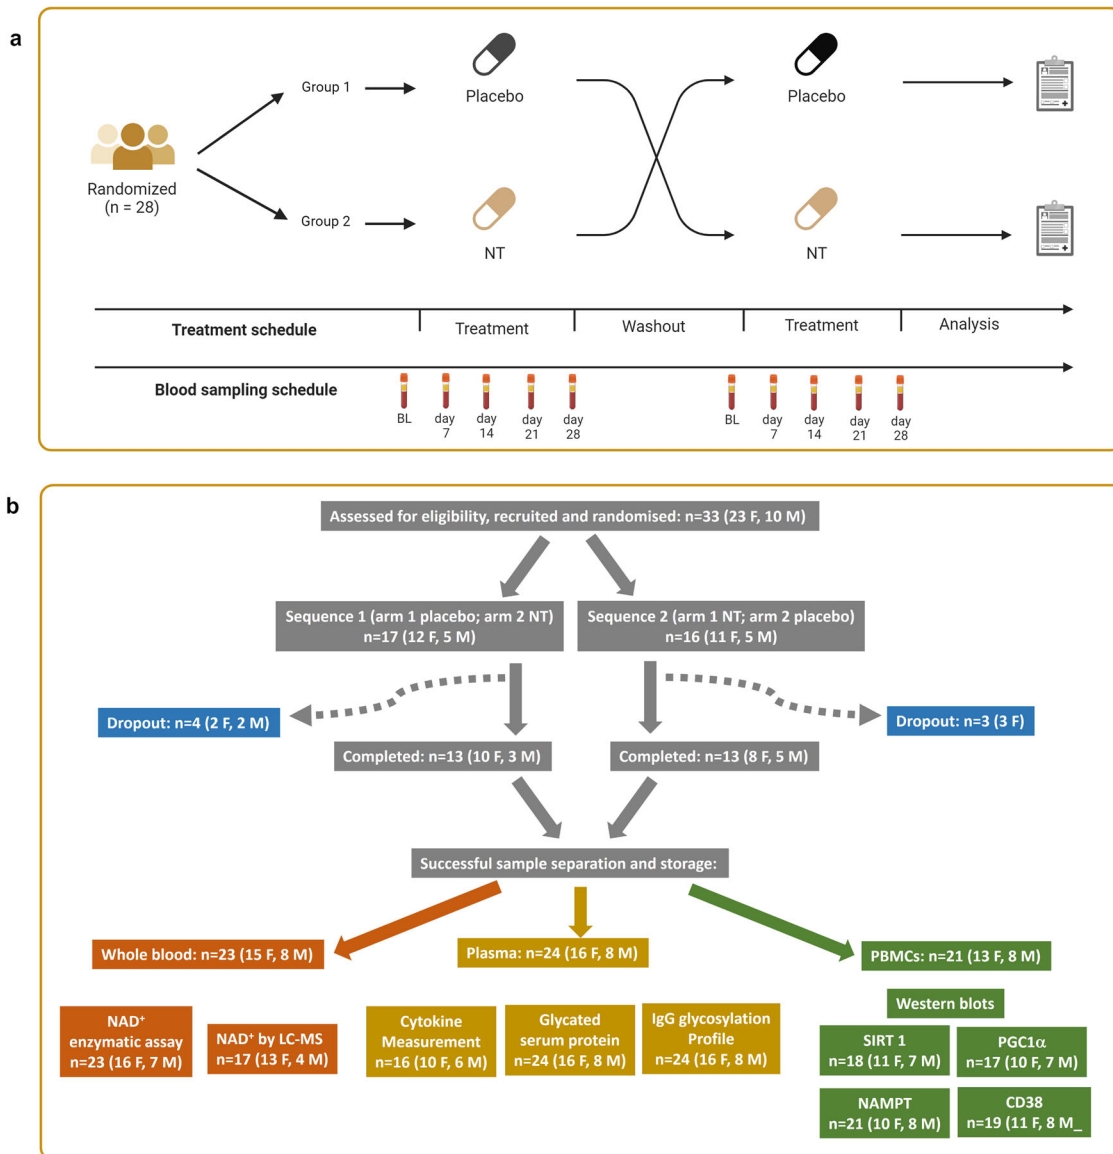 a
Group 1
Placebo
Placebo
Randomized
(n = 28)
Group 2
NT
NT
Treatment schedule
Treatment
Washout
Treatment
Analysis
Blood sampling schedule
BL
day
7
day
14
day
21
day
28
BL
day
7
day
14
day
21
day
28
b
Assessed for eligibility, recruited and randomised: n=33 (23 F, 10 M)
Sequence 1 (arm 1 placebo; arm 2 NT)
n=17 (12 F, 5 M)
Sequence 2 (arm 1 NT; arm 2 placebo)
n=16 (11 F, 5 M)
Dropout: n=4 (2 F, 2 M)
Dropout: n=3 (3 F)
Completed: n=13 (10 F, 3 M)
Completed: n=13 (8 F, 5 M)
Successful sample separation and storage:
Whole blood: n=23 (15 F, 8 M)
Plasma: n=24 (16 F, 8 M)
PBMCs: n=21 (13 F, 8 M)
NAD⁺
enzymatic assay
n=23 (16 F, 7 M)
NAD⁺ by LC-MS
n=17 (13 F, 4 M)
Cytokine
Measurement
n=16 (10 F, 6 M)
Glycated
serum protein
n=24 (16 F, 8 M)
IgG glycosylation
Profile
n=24 (16 F, 8 M)
Western blots
SIRT 1
n=18 (11 F, 7 M)
PGC1α
n=17 (10 F, 7 M)
NAMPT
n=21 (10 F, 8 M)
CD38
n=19 (11 F, 8 M_